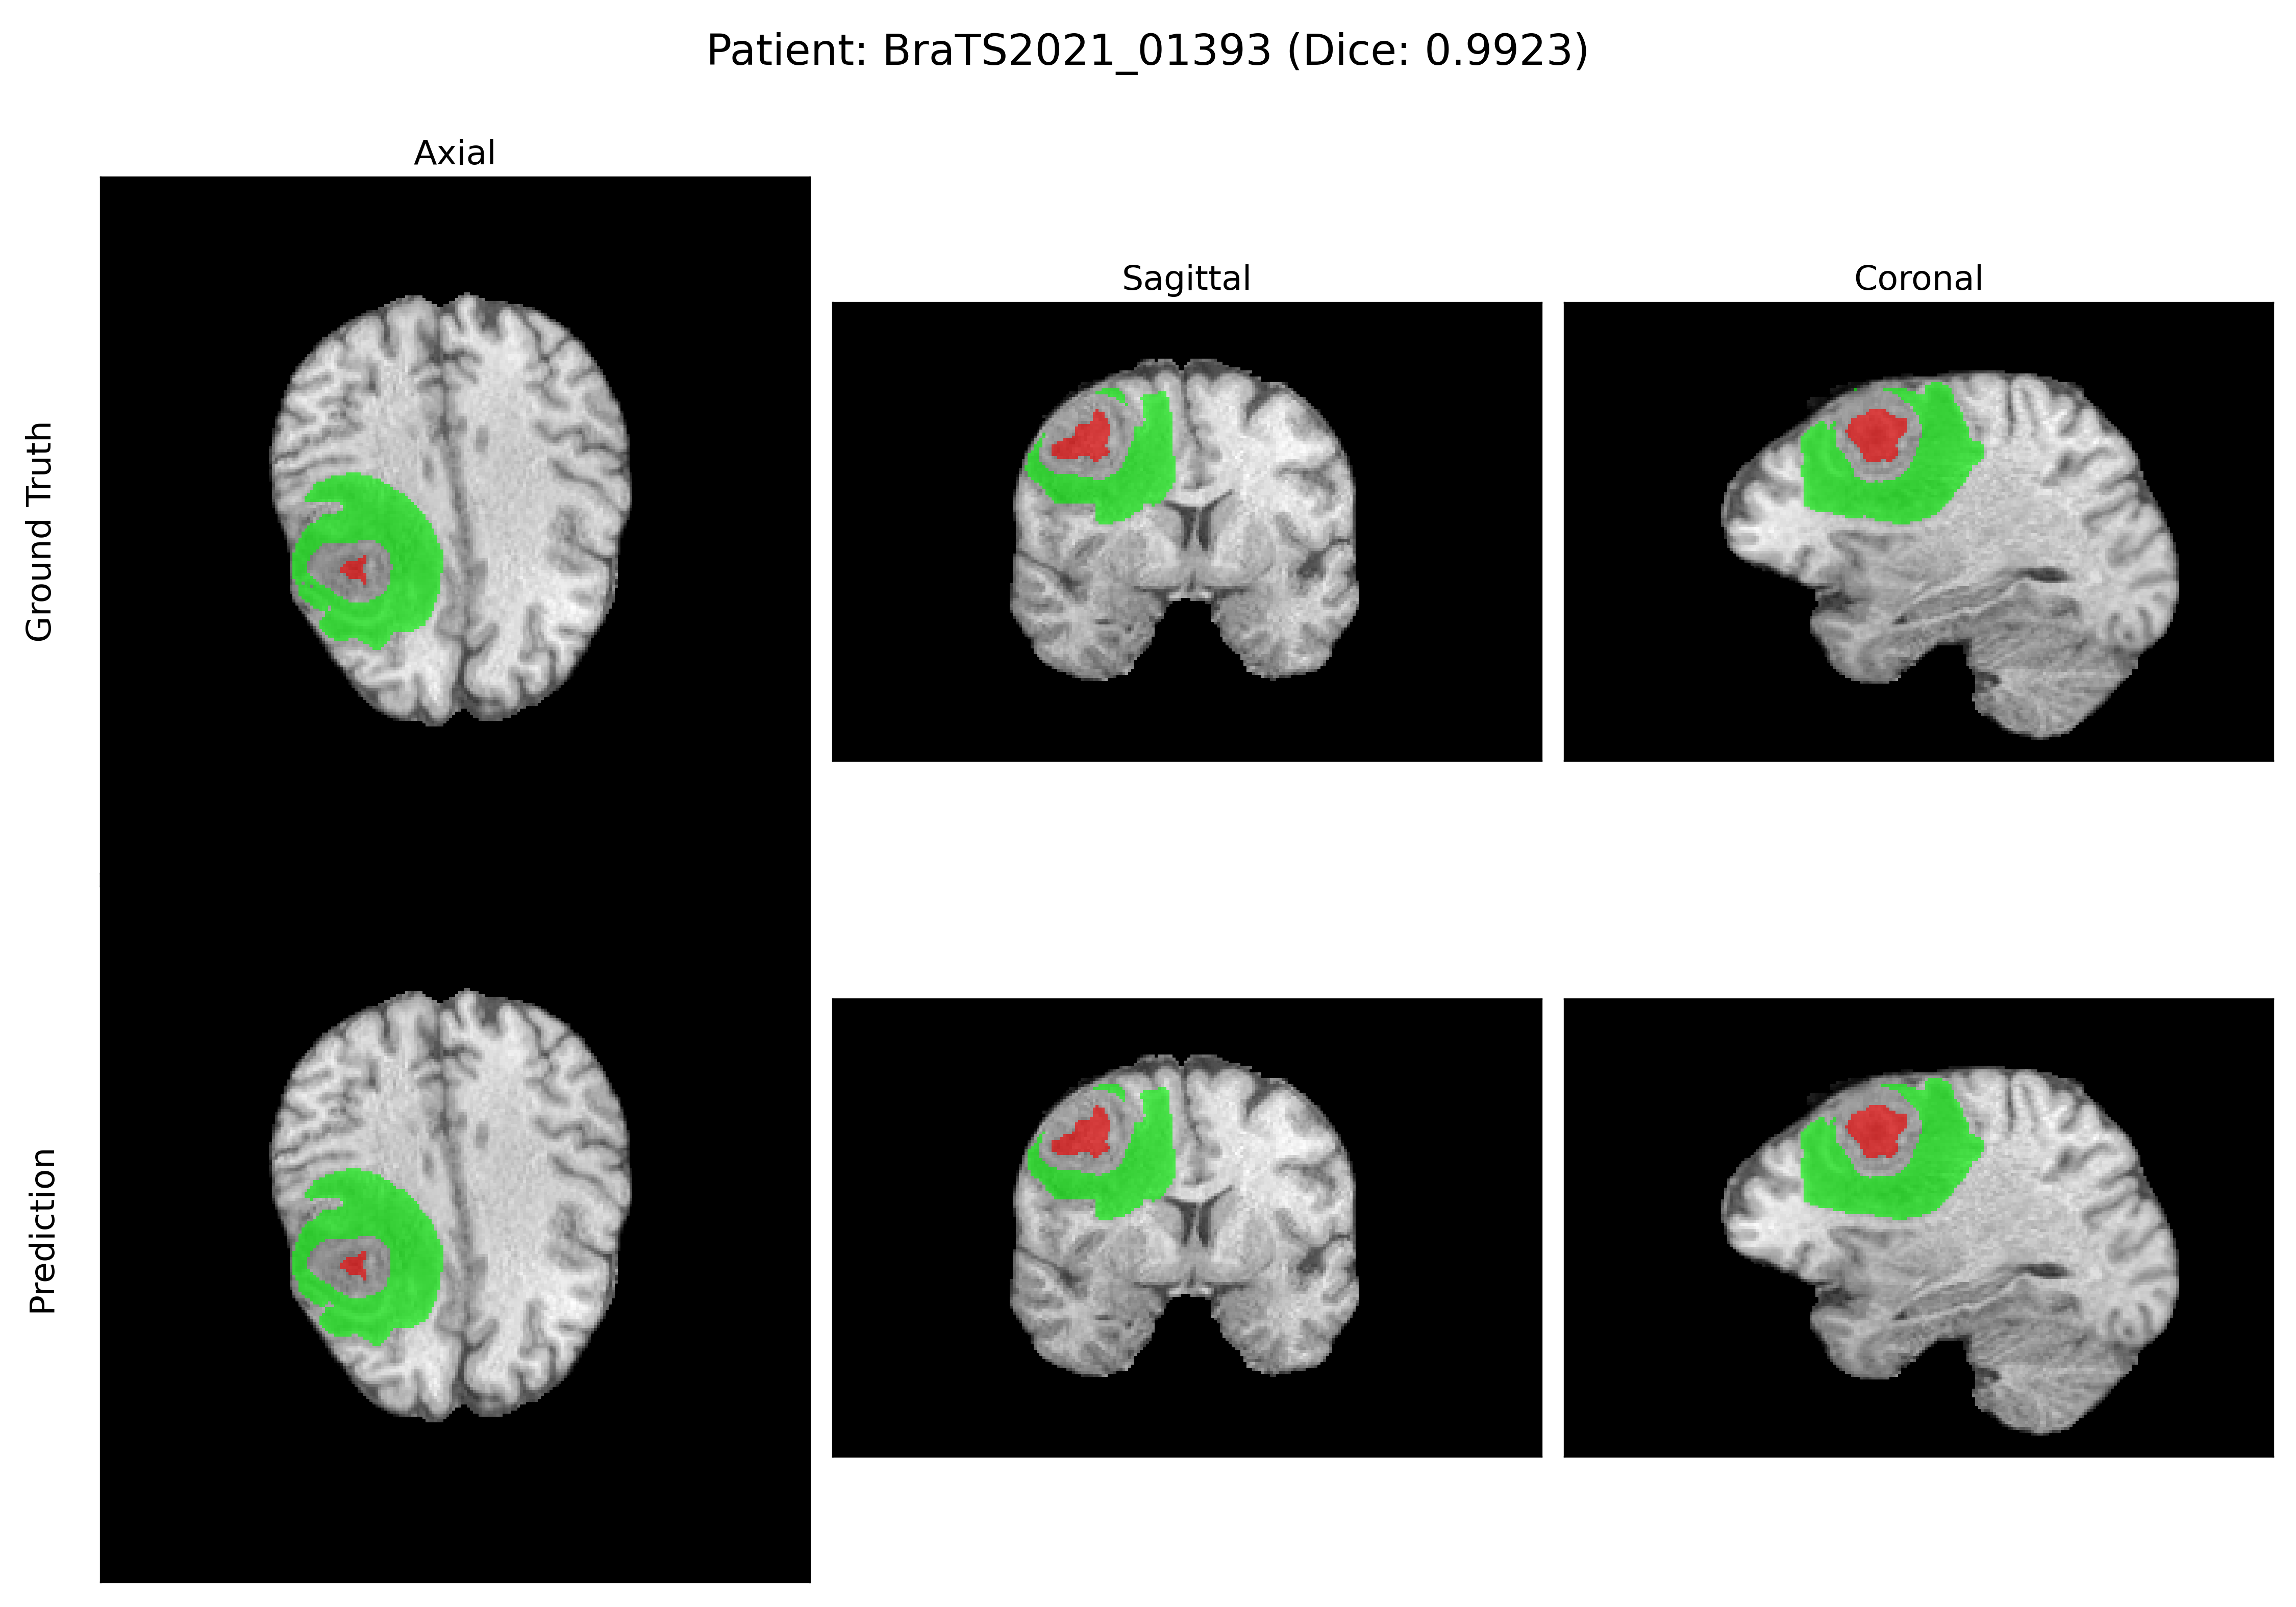 Patient: BraTS2021_01393 (Dice: 0.9923)
Axial
Sagittal
Coronal
Ground Truth
Prediction